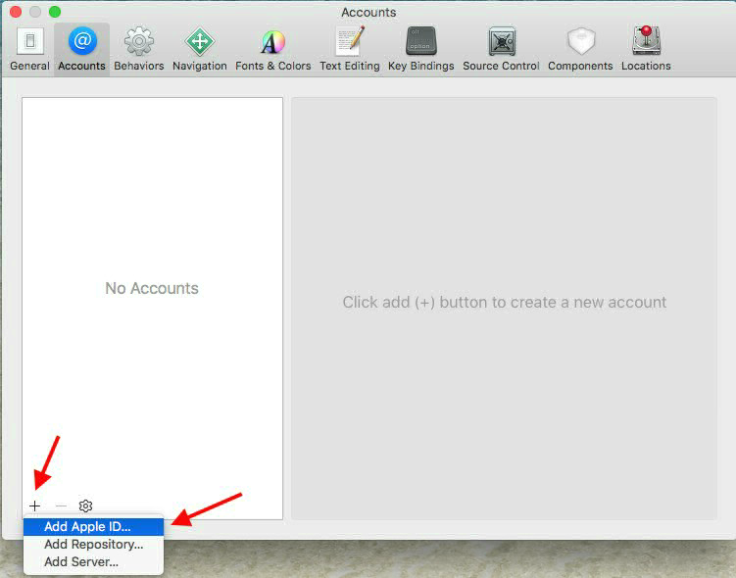 Accounts
General Accounts Behaviors Navigation Fonts & Colors Text Editing Key Bindings Source Control Components Locations
No Accounts
Click add (+) button to create a new account
Add Apple ID...
Add Repository...
Add Server...